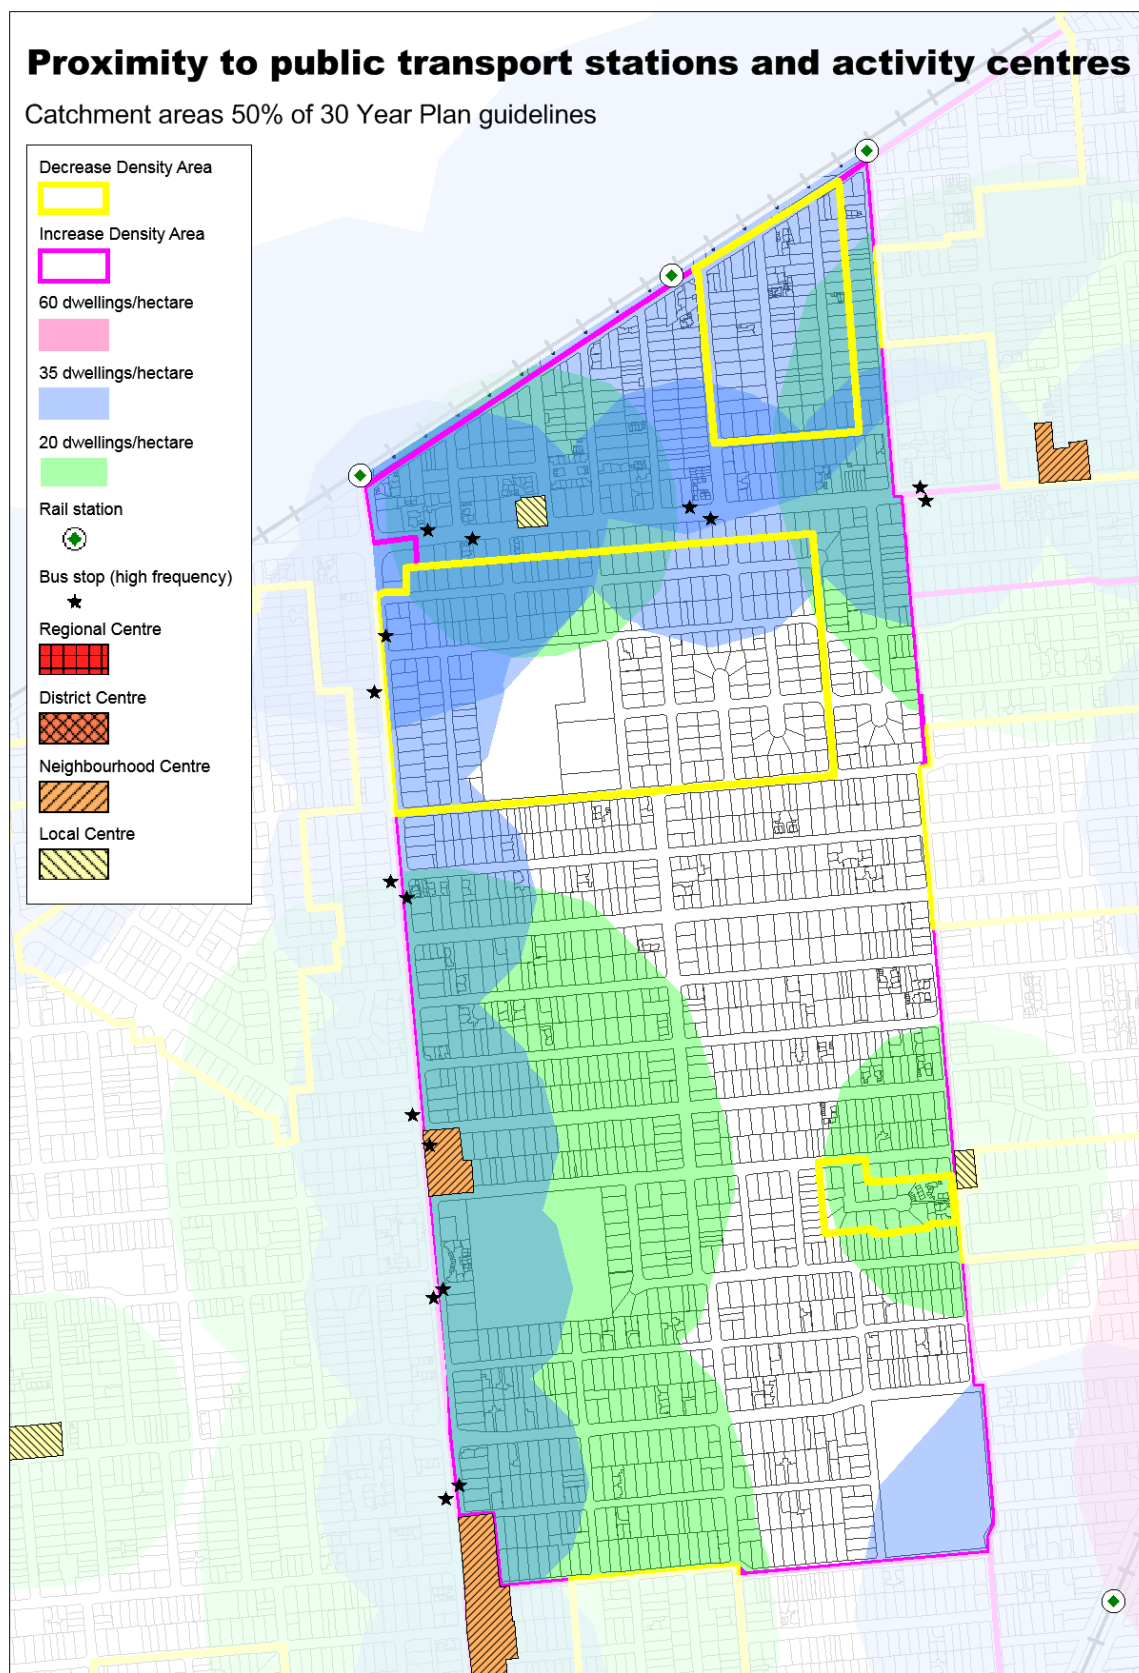 Proximity to public transport stations and activity centres
Catchment areas 50% of 30 Year Plan guidelines
Decrease Density Area
Increase Density Area
60 dwellings/hectare
35 dwellings/hectare
20 dwellings/hectare
Rail station
Bus stop (high frequency)
Regional Centre
District Centre
Neighbourhood Centre
Local Centre